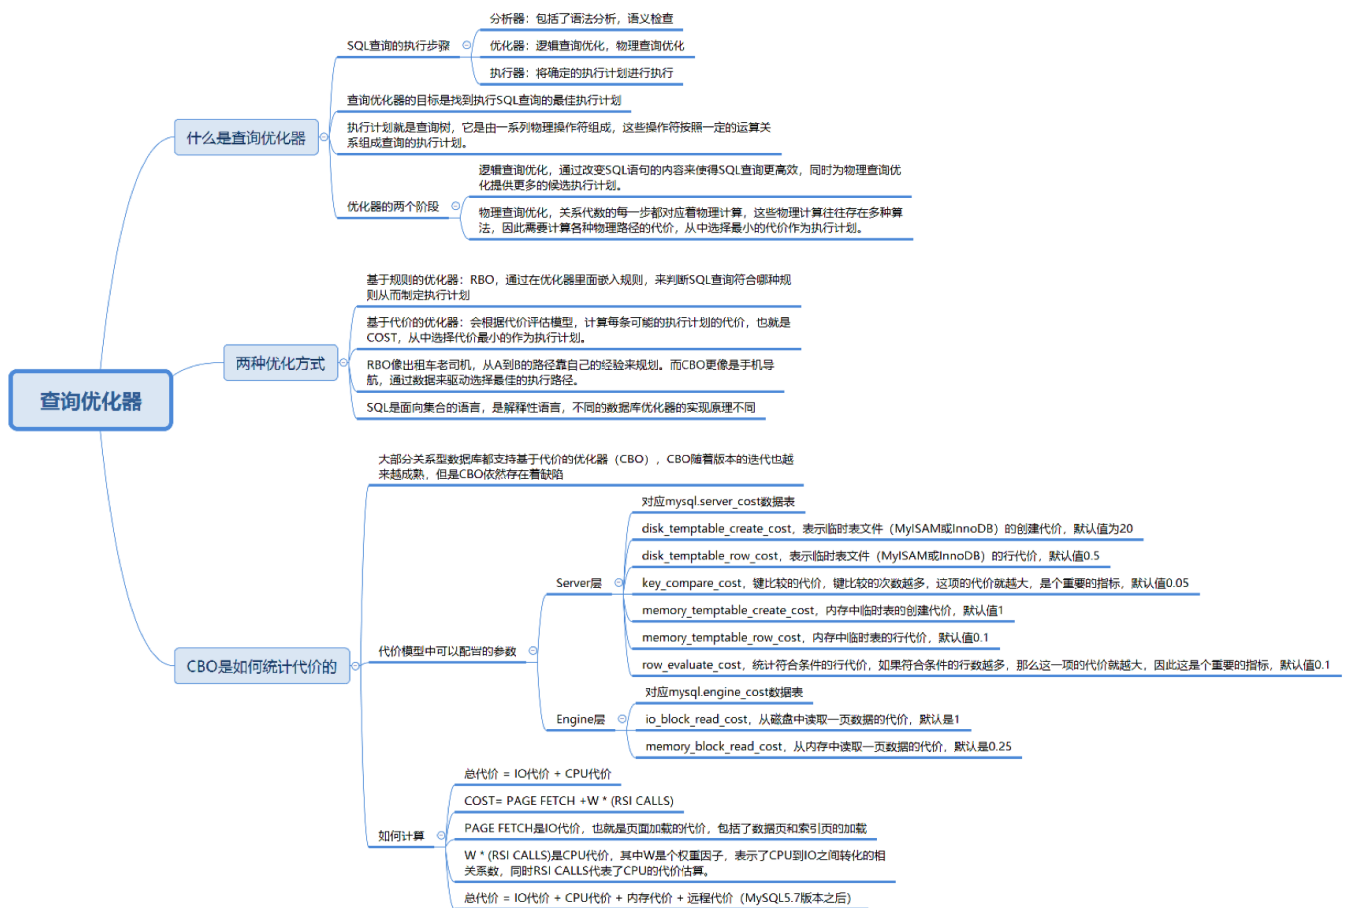 查询优化器
什么是查询优化器
SQL查询的执行步骤
分析器：包括了语法分析，语义检查
优化器：逻辑查询优化，物理查询优化
执行器：将确定的执行计划进行执行
查询优化器的目标是找到执行SQL查询的最佳执行计划
执行计划就是查询树，它是由一系列物理操作符组成，这些操作符按照一定的运算关
系组成查询的执行计划。
优化器的两个阶段
逻辑查询优化，通过改变SQL语句的内容来使得SQL查询更高效，同时为物理查询优
化提供更多的候选执行计划。
物理查询优化，关系代数的每一步都对应着物理计算，这些物理计算往往存在多种算
法，因此需要计算各种物理路径的代价，从中选择最小的代价作为执行计划。
两种优化方式
基于规则的优化器：RBO，通过在优化器里面嵌入规则，来判断SQL查询符合哪种规
则从而制定执行计划
基于代价的优化器：会根据代价评估模型，计算每条可能的执行计划的代价，也就是
COST，从中选择代价最小的作为执行计划。
RBO像出租车老司机，从A到B的路径靠自己的经验来规划。而CBO更像是手机导
航，通过数据来驱动选择最佳的执行路径。
SQL是面向集合的语言，是解释性语言，不同的数据库优化器的实现原理不同
CBO是如何统计代价的
大部分关系型数据库都支持基于代价的优化器（CBO），CBO随着版本的迭代也越
来越成熟，但是CBO依然存在着缺陷
代价模型中可以配置的参数
Server层
对应mysql.server_cost数据表
disk_temptable_create_cost，表示临时表文件（MyISAM或InnoDB）的创建代价，默认值为20
disk_temptable_row_cost，表示临时表文件（MyISAM或InnoDB）的行代价，默认值0.5
key_compare_cost，键比较的代价，键比较的次数越多，这项的代价就越大，是个重要的指标，默认值0.05
memory_temptable_create_cost，内存中临时表的创建代价，默认值1
memory_temptable_row_cost，内存中临时表的行代价，默认值0.1
row_evaluate_cost，统计符合条件的行代价，如果符合条件的行数越多，那么这一项的代价就越大，因此这是个重要的指标，默认值0.1
Engine层
对应mysql.engine_cost数据表
io_block_read_cost，从磁盘中读取一页数据的代价，默认是1
memory_block_read_cost，从内存中读取一页数据的代价，默认是0.25
如何计算
总代价 = IO代价 + CPU代价
COST= PAGE FETCH +W * (RSI CALLS)
PAGE FETCH是IO代价，也就是页面加载的代价，包括了数据页和索引页的加载
W * (RSI CALLS)是CPU代价，其中W是个权重因子，表示了CPU到IO之间转化的相
关系数，同时RSI CALLS代表了CPU的代价估算。
总代价 = IO代价 + CPU代价 + 内存代价 + 远程代价（MySQL5.7版本之后）